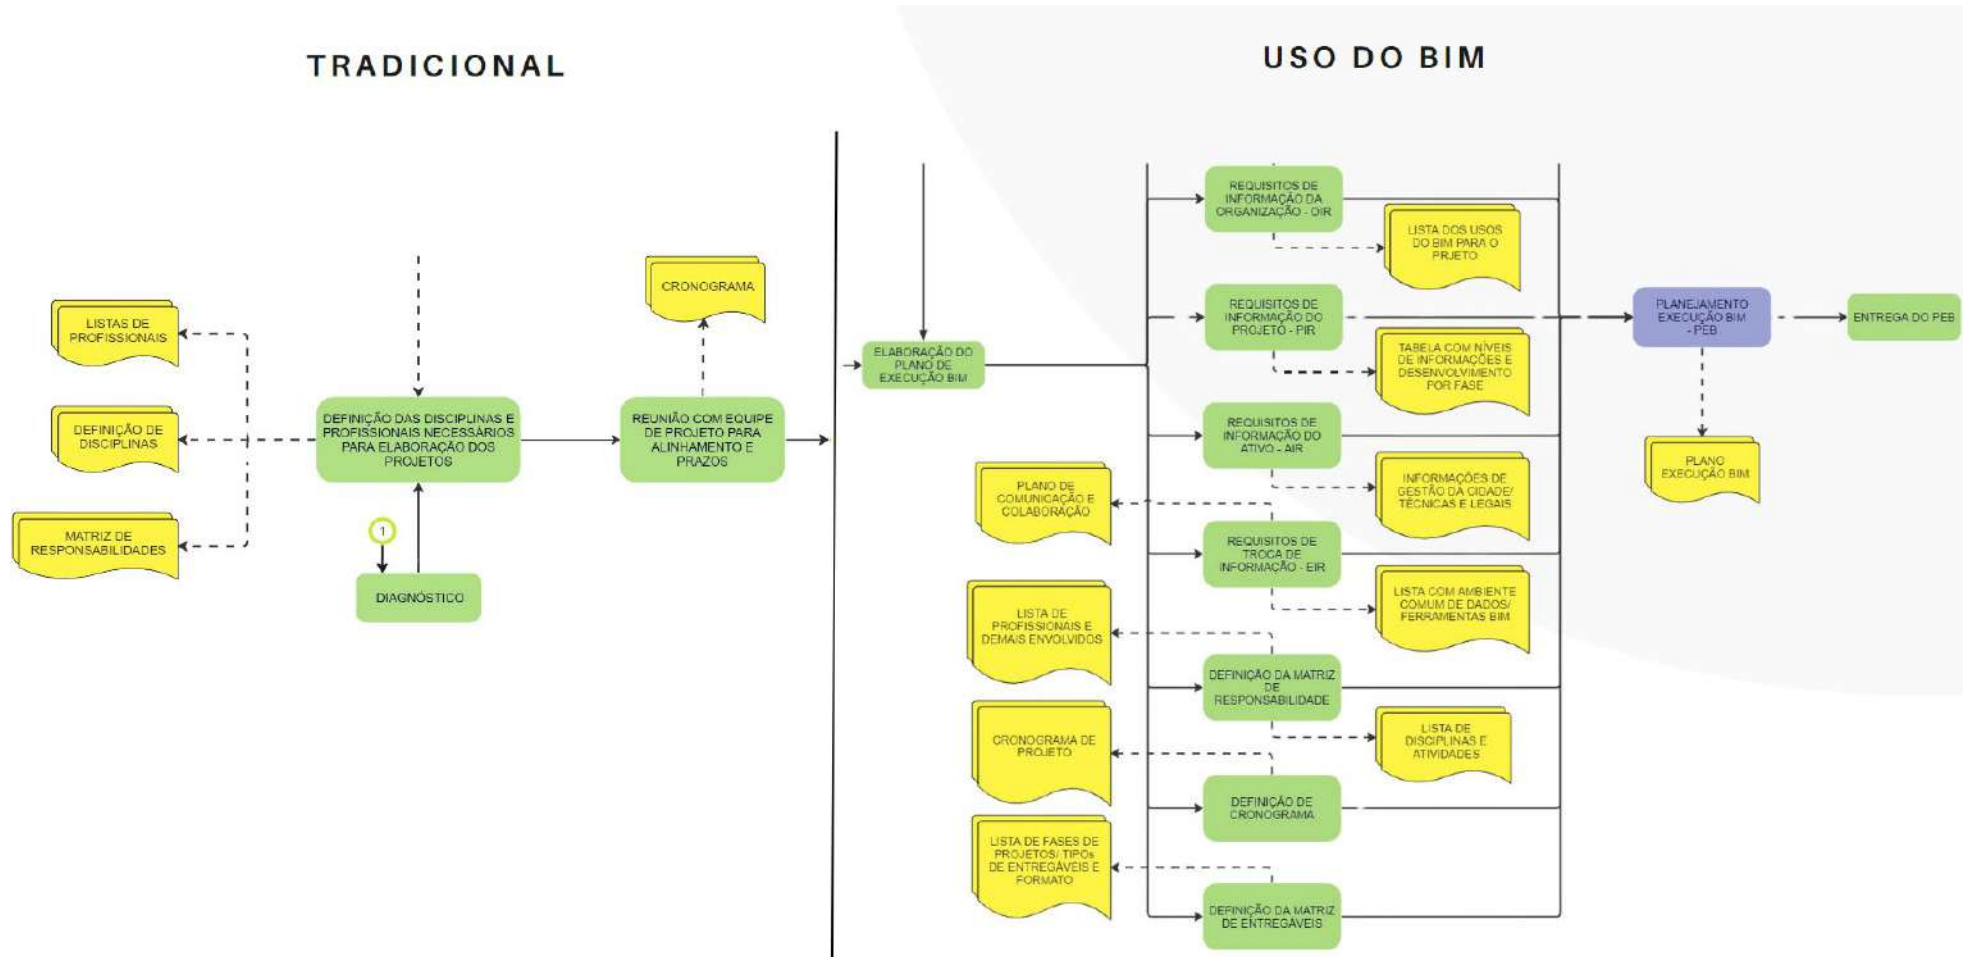 TRADICIONAL
USO DO BIM
LISTAS DE
PROFISSIONAIS
DEFINIÇÃO DE
DISCIPLINAS
MATRIZ DE
RESPONSABILIDADES
DEFINIÇÃO DAS DISCIPLINAS E
PROFISSIONAIS NECESSÁRIOS
PARA ELABORAÇÃO DOS
PROJETOS
1
DIAGNÓSTICO
CRONOGRAMA
REUNIÃO COM EQUIPE
DE PROJETO PARA
ALINHAMENTO E
PRAZOS
ELABORAÇÃO DO
PLANO DE
EXECUÇÃO BIM
REQUISITOS DE
INFORMAÇÃO DA
ORGANIZAÇÃO - OIR
LISTA DOS USOS
DO BIM PARA O
PRJETO
REQUISITOS DE
INFORMAÇÃO DO
PROJETO - PIR
TABELA COM NÍVEIS
DE INFORMAÇÕES E
DESENVOLVIMENTO
POR FASE
REQUISITOS DE
INFORMAÇÃO DO
ATIVO - AIR
INFORMAÇÕES DE
GESTÃO DA CIDADE/
TÉCNICAS E LEGAIS
PLANO DE
COMUNICAÇÃO E
COLABORAÇÃO
REQUISITOS DE
TROCA DE
INFORMAÇÃO - EIR
LISTA COM AMBIENTE
COMUM DE DADOS/
FERRAMENTAS BIM
LISTA DE
PROFISSIONAIS E
DEMAIS ENVOLVIDOS
DEFINIÇÃO DA MATRIZ
DE
RESPONSABILIDADE
LISTA DE
DISCIPLINAS E
ATIVIDADES
CRONOGRAMA DE
PROJETO
DEFINIÇÃO DE
CRONOGRAMA
LISTA DE FASES DE
PROJETOS/ TIPOs
DE ENTREGÁVEIS E
FORMATO
DEFINIÇÃO DA MATRIZ
DE ENTREGÁVEIS
PLANEJAMENTO
EXECUÇÃO BIM
- PEB
ENTREGA DO PEB
PLANO
EXECUÇÃO BIM